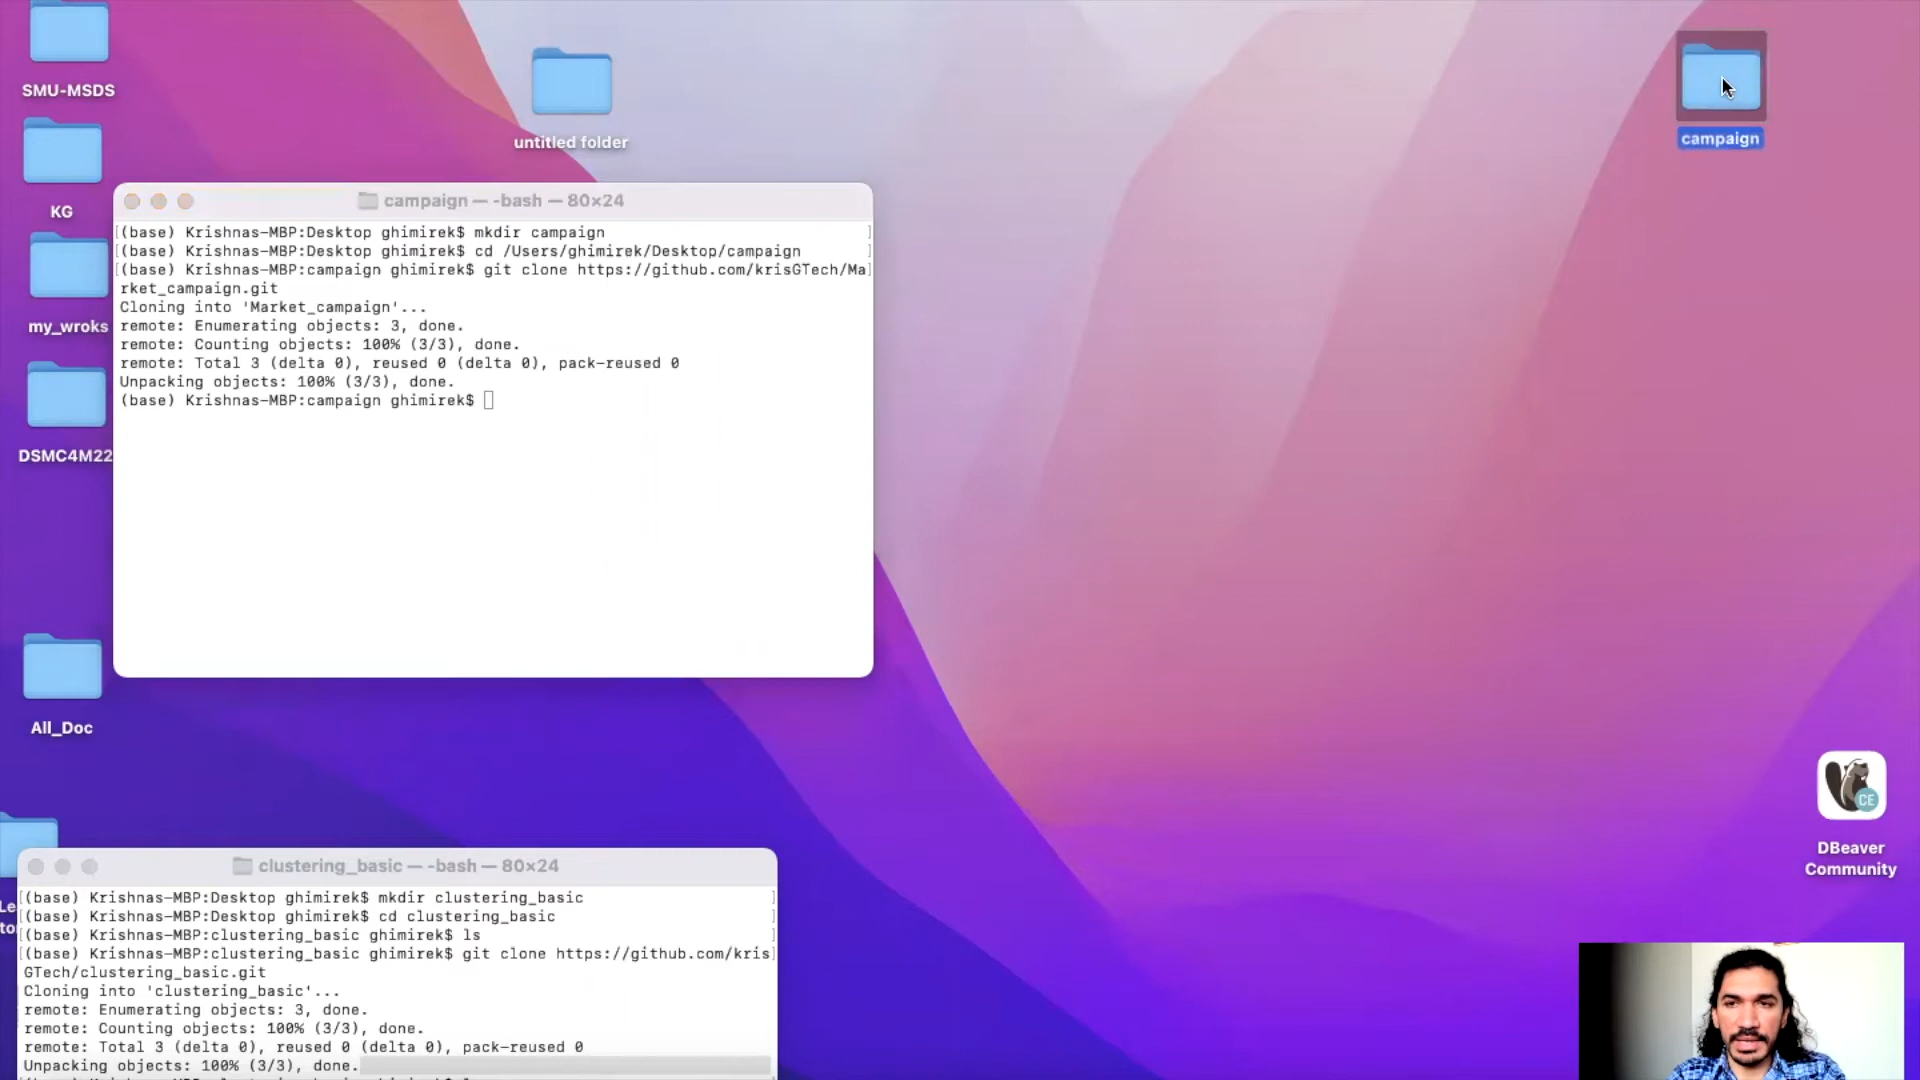 SMU-MSDS
untitled folder
campaign
KG
my_wroks
DSMC4M22
All_Doc
campaign — -bash — 80×24
[(base) Krishnas-MBP:Desktop ghimirek$ mkdir campaign ]
[(base) Krishnas-MBP:Desktop ghimirek$ cd /Users/ghimirek/Desktop/campaign ]
[(base) Krishnas-MBP:campaign ghimirek$ git clone https://github.com/krisGTech/Ma]
rket_campaign.git
Cloning into 'Market_campaign'...
remote: Enumerating objects: 3, done.
remote: Counting objects: 100% (3/3), done.
remote: Total 3 (delta 0), reused 0 (delta 0), pack-reused 0
Unpacking objects: 100% (3/3), done.
(base) Krishnas-MBP:campaign ghimirek$
DBeaver
Community
CE
Le
to
clustering_basic — -bash — 80×24
[(base) Krishnas-MBP:Desktop ghimirek$ mkdir clustering_basic ]
[(base) Krishnas-MBP:Desktop ghimirek$ cd clustering_basic ]
[(base) Krishnas-MBP:clustering_basic ghimirek$ ls ]
[(base) Krishnas-MBP:clustering_basic ghimirek$ git clone https://github.com/kris]
GTech/clustering_basic.git
Cloning into 'clustering_basic'...
remote: Enumerating objects: 3, done.
remote: Counting objects: 100% (3/3), done.
remote: Total 3 (delta 0), reused 0 (delta 0), pack-reused 0
Unpacking objects: 100% (3/3), done.